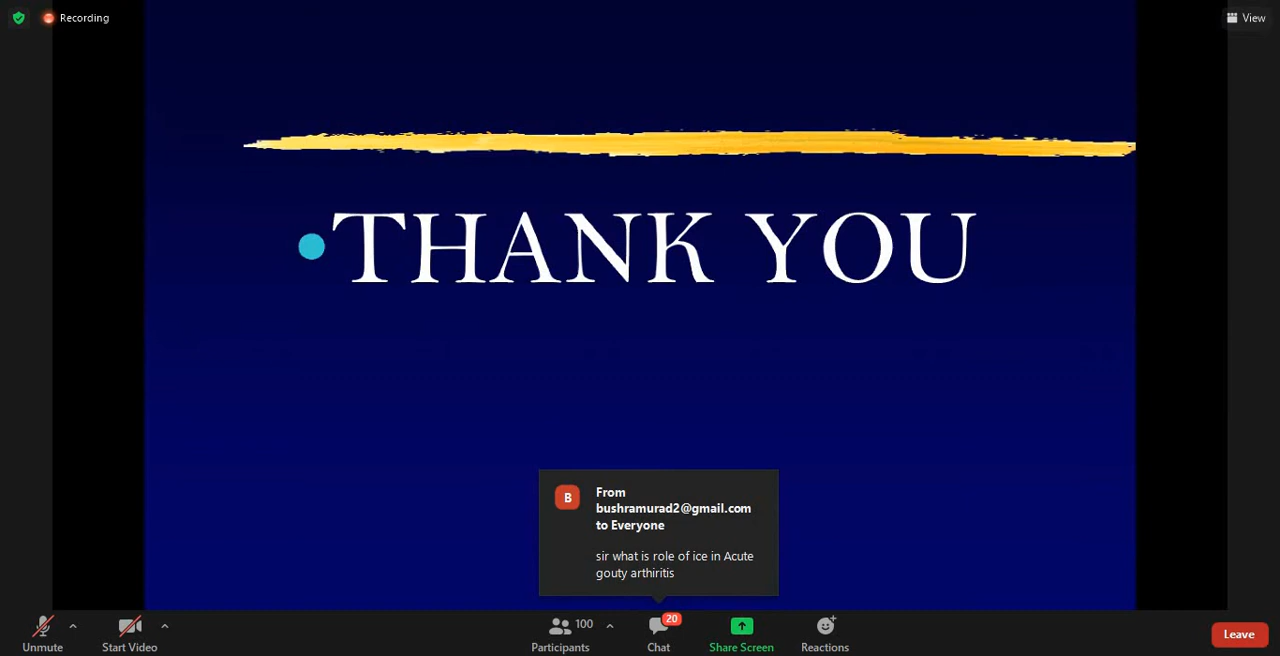 Recording
View
•THANK YOU
B
From
bushramurad2@gmail.com
to Everyone
sir what is role of ice in Acute
gouty arthiritis
Unmute
Start Video
100
Participants
20
Chat
Share Screen
Reactions
Leave